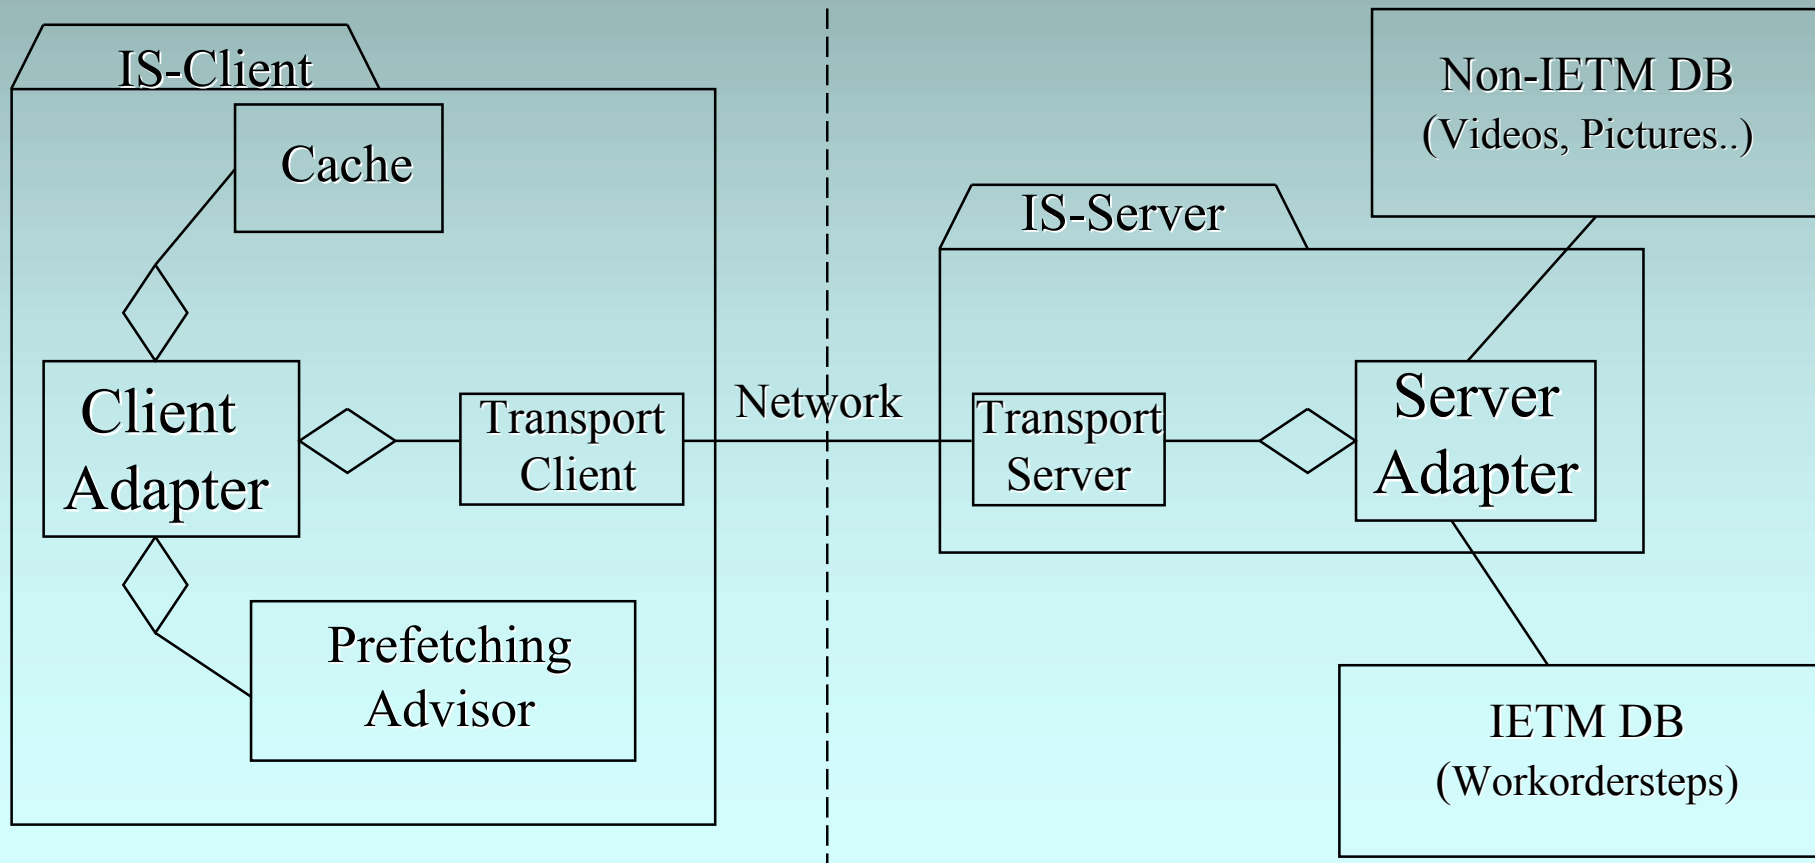 IS-Client
Cache
Client
Adapter
Transport
Client
Prefetching
Advisor
Network
IS-Server
Transport
Server
Server
Adapter
Non-IETM DB
(Videos, Pictures..)
IETM DB
(Workordersteps)